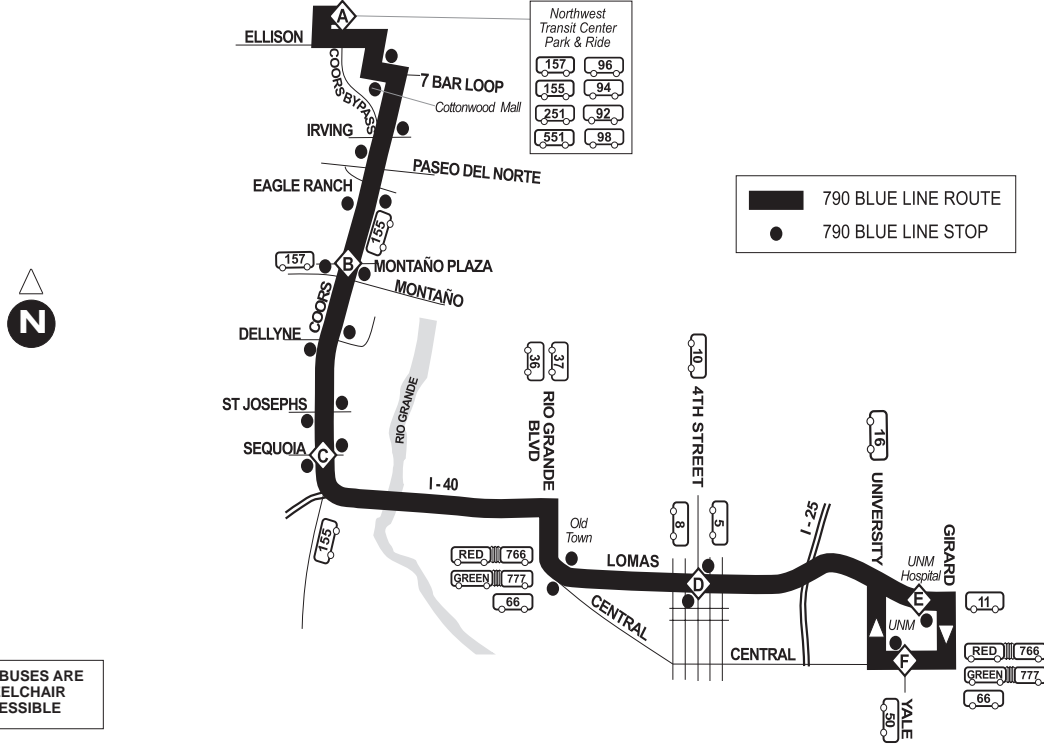 A
ELLISON
Northwest
Transit Center
Park & Ride
157 96
155 94
251 92
551 98
COORS BYPASS
7 BAR LOOP
Cottonwood Mall
IRVING
PASEO DEL NORTE
EAGLE RANCH
155
790 BLUE LINE ROUTE
790 BLUE LINE STOP
157
B
MONTAÑO PLAZA
MONTAÑO
COORS
N
DELLYNE
RIO GRANDE
ST JOSEPHS
SEQUOIA
C
I - 40
155
36
37
RIO GRANDE
BLVD
10
4TH STREET
16
UNIVERSITY
8
5
I - 25
GIRARD
Old
Town
LOMAS
RED 766
GREEN 777
66
D
CENTRAL
CENTRAL
UNM
Hospital
E
11
UNM
F
RED 766
GREEN 777
66
50
YALE
BUSES ARE
ELCHAIR
ESSIBLE